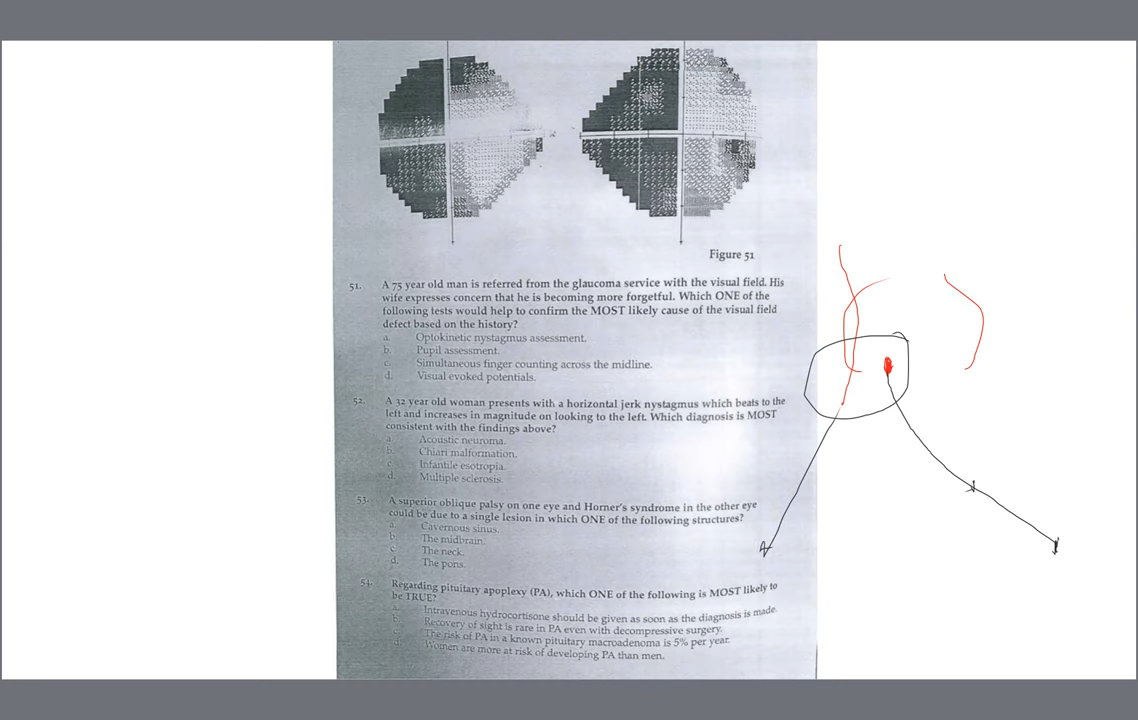 Figure 51
51. A 75 year old man is referred from the glaucoma service with the visual field. His
wife expresses concern that he is becoming more forgetful. Which ONE of the
following tests would help to confirm the MOST likely cause of the visual field
defect based on the history?
a. Optokinetic nystagmus assessment.
b. Pupil assessment.
c. Simultaneous finger counting across the midline.
d. Visual evoked potentials.
52. A 32 year old woman presents with a horizontal jerk nystagmus which beats to the
left and increases in magnitude on looking to the left. Which diagnosis is MOST
consistent with the findings above?
a. Acoustic neuroma.
b. Chiari malformation.
c. Infantile esotropia.
d. Multiple sclerosis.
53. A superior oblique palsy on one eye and Horner's syndrome in the other eye
could be due to a single lesion in which ONE of the following structures?
a. Cavernous sinus.
b. The midbrain.
c. The neck.
d. The pons.
54. Regarding pituitary apoplexy (PA), which ONE of the following is MOST likely to
be TRUE?
a. Intravenous hydrocortisone should be given as soon as the diagnosis is made.
b. Recovery of sight is rare in PA even with decompressive surgery.
c. The risk of PA in a known pituitary macroadenoma is 5% per year.
d. Women are more at risk of developing PA than men.